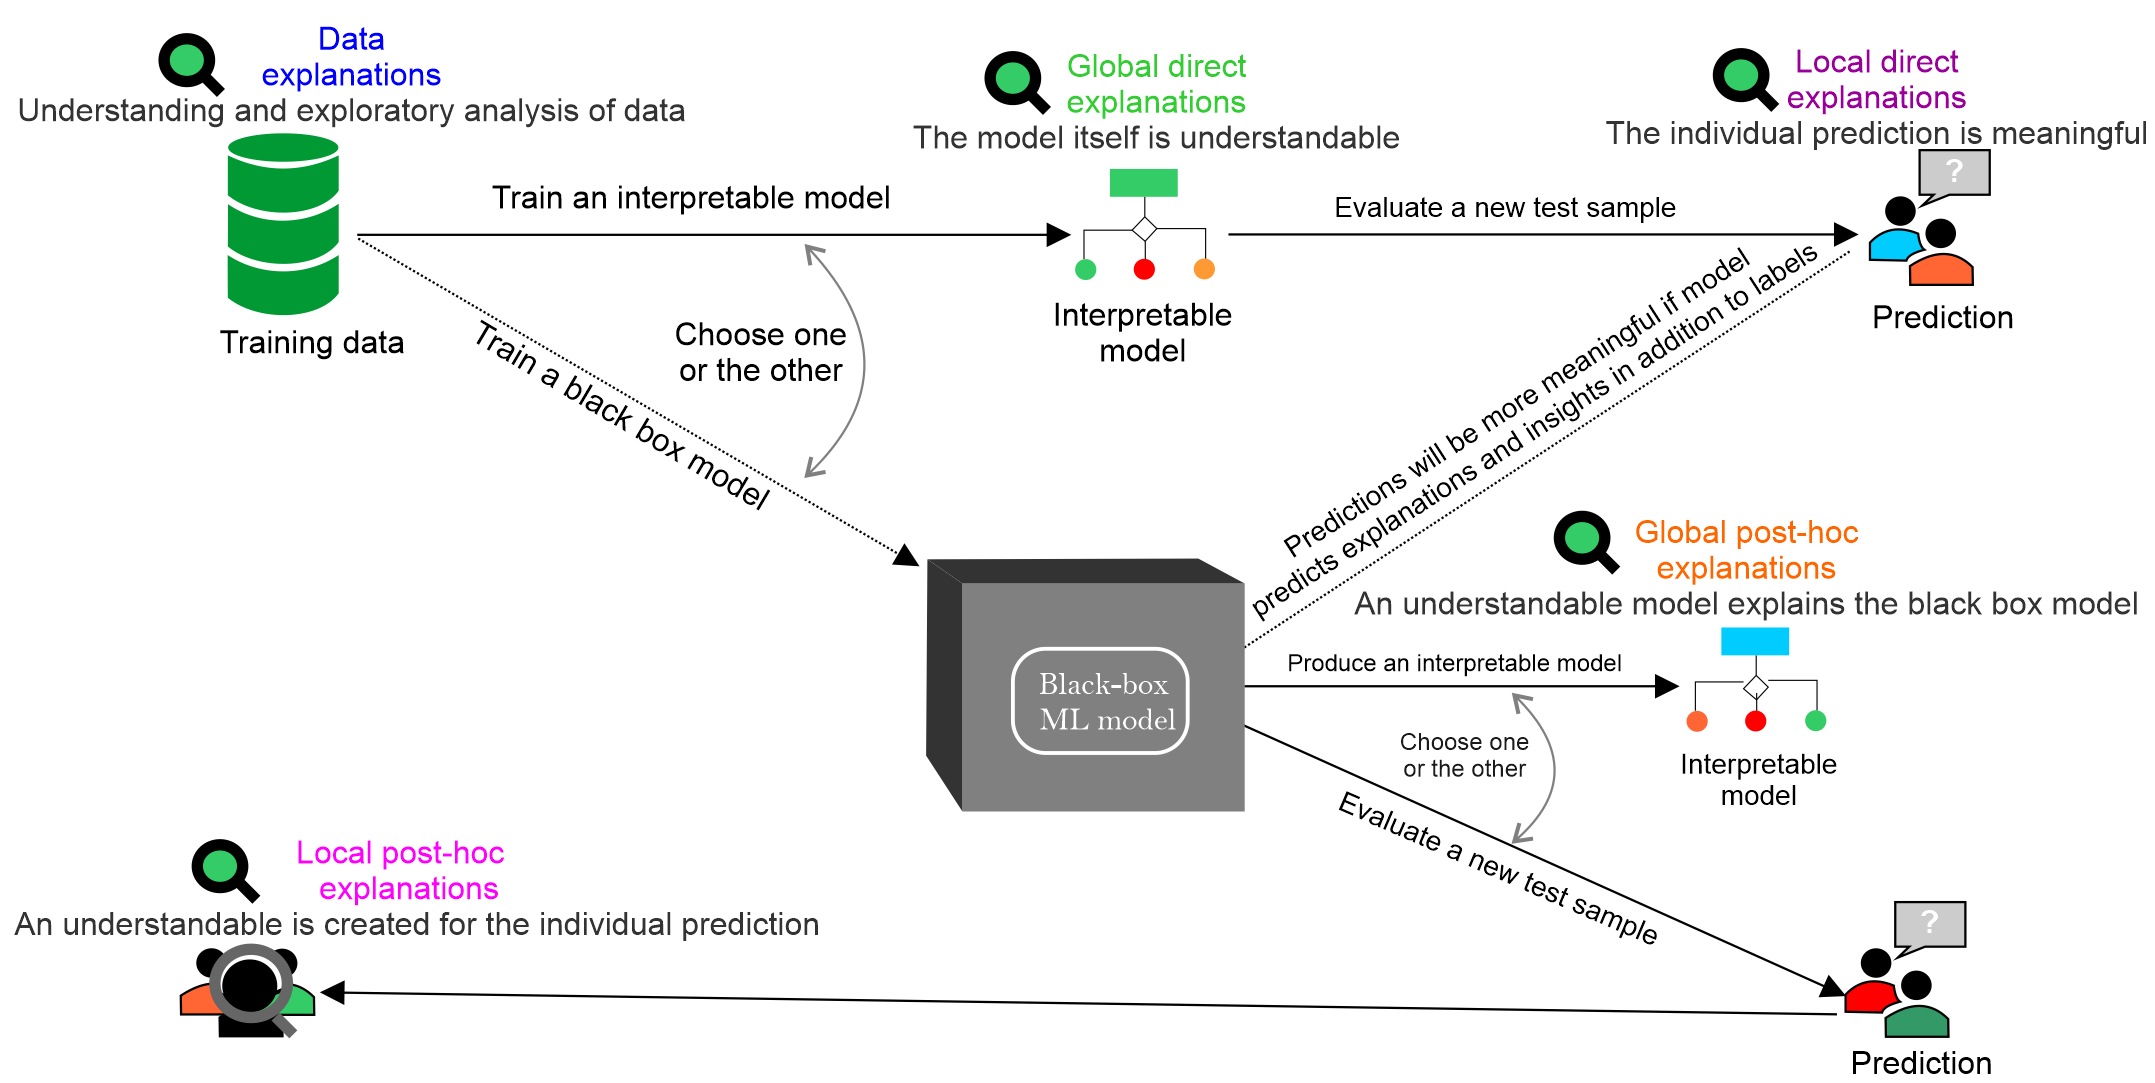 Data
explanations
Understanding and exploratory analysis of data
Training data
Global direct
explanations
The model itself is understandable
Local direct
explanations
The individual prediction is meaningful
?
Train an interpretable model
Evaluate a new test sample
Choose one
or the other
Interpretable
model
Prediction
Train a black box model
Predictions will be more meaningful if model
predicts explanations and insights in addition to labels
Global post-hoc
explanations
An understandable model explains the black box model
Black-box
ML model
Produce an interpretable model
Choose one
or the other
Interpretable
model
Evaluate a new test sample
Local post-hoc
explanations
An understandable is created for the individual prediction
?
Prediction